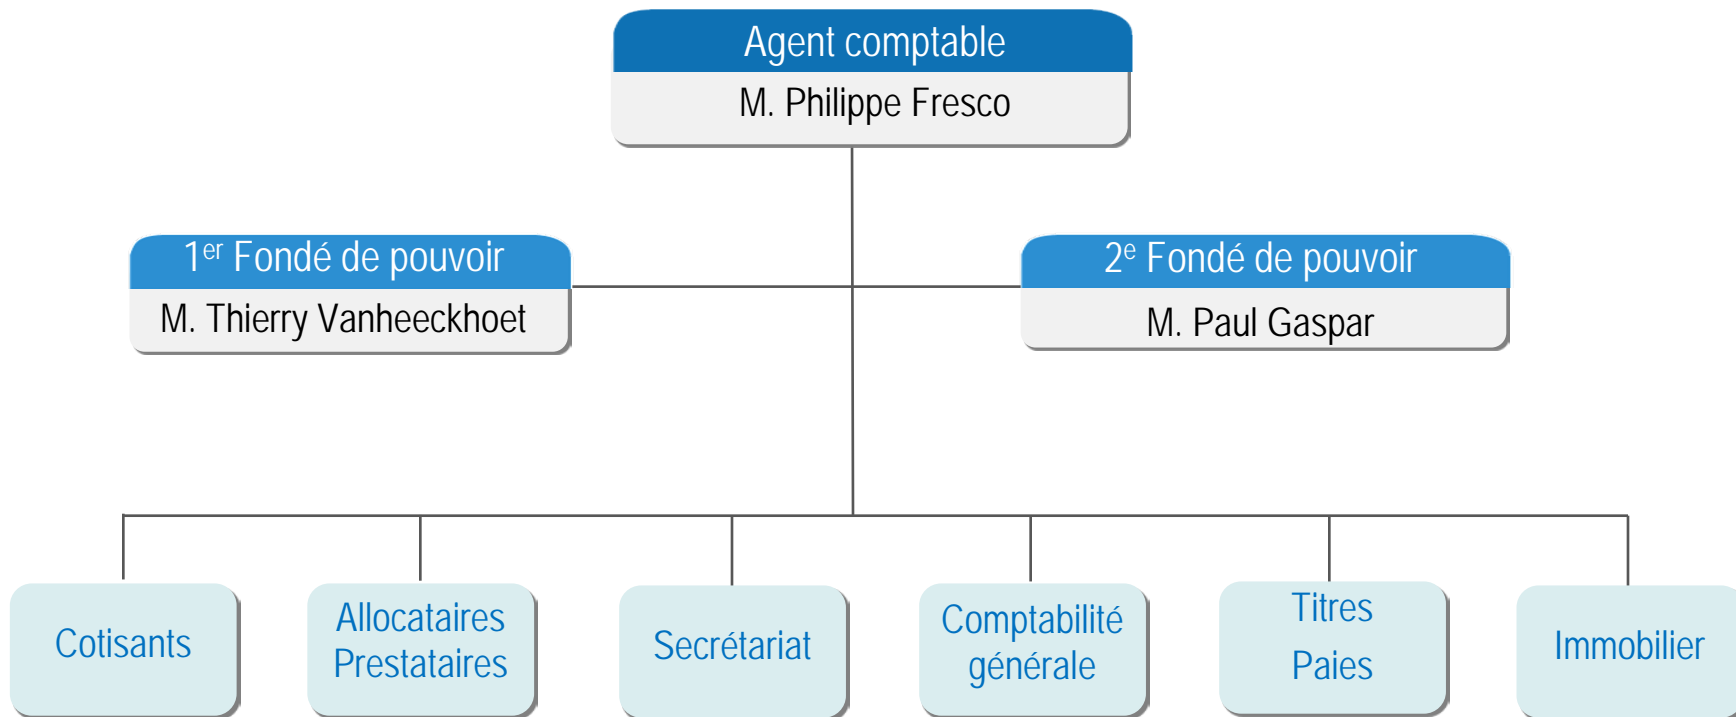 Agent comptable
M. Philippe Fresco
1er Fondé de pouvoir
M. Thierry Vanheeckhoet
2e Fondé de pouvoir
M. Paul Gaspar
Cotisants
Allocataires
Prestataires
Secrétariat
Comptabilité
générale
Titres
Paies
Immobilier